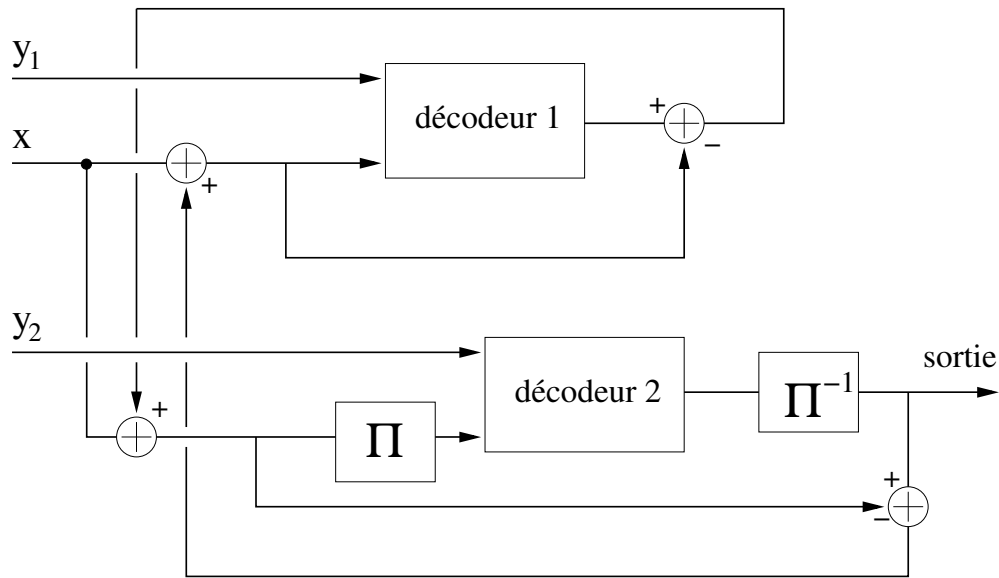 y₁
décodeur 1
+
−
x
+
y₂
sortie
décodeur 2
Π⁻¹
+
Π
+
−